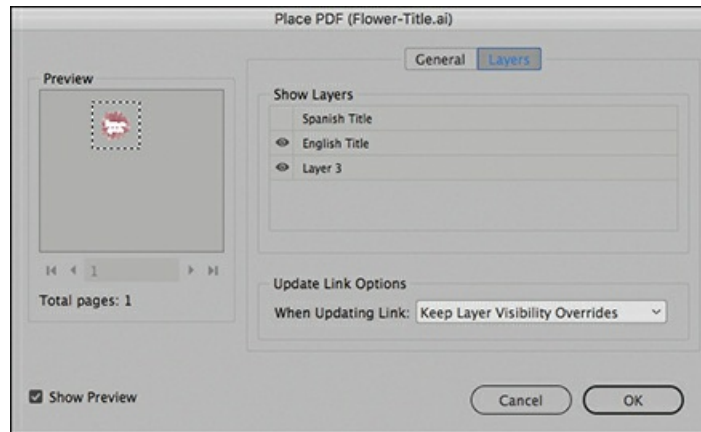 Place PDF (Flower-Title.ai)
General Layers
Preview
Show Layers
Spanish Title
English Title
Layer 3
1
Total pages: 1
Update Link Options
When Updating Link: Keep Layer Visibility Overrides
Show Preview
Cancel OK